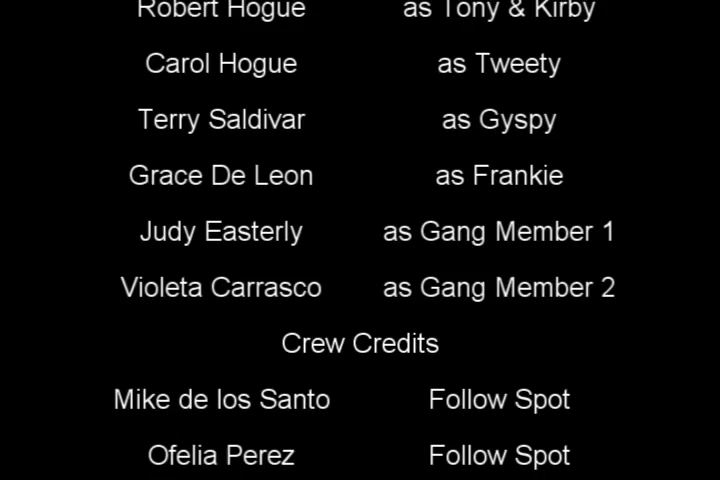 Robert Hogue as Tony & Kirby
Carol Hogue as Tweety
Terry Saldivar as Gyspy
Grace De Leon as Frankie
Judy Easterly as Gang Member 1
Violeta Carrasco as Gang Member 2
Crew Credits
Mike de los Santo Follow Spot
Ofelia Perez Follow Spot